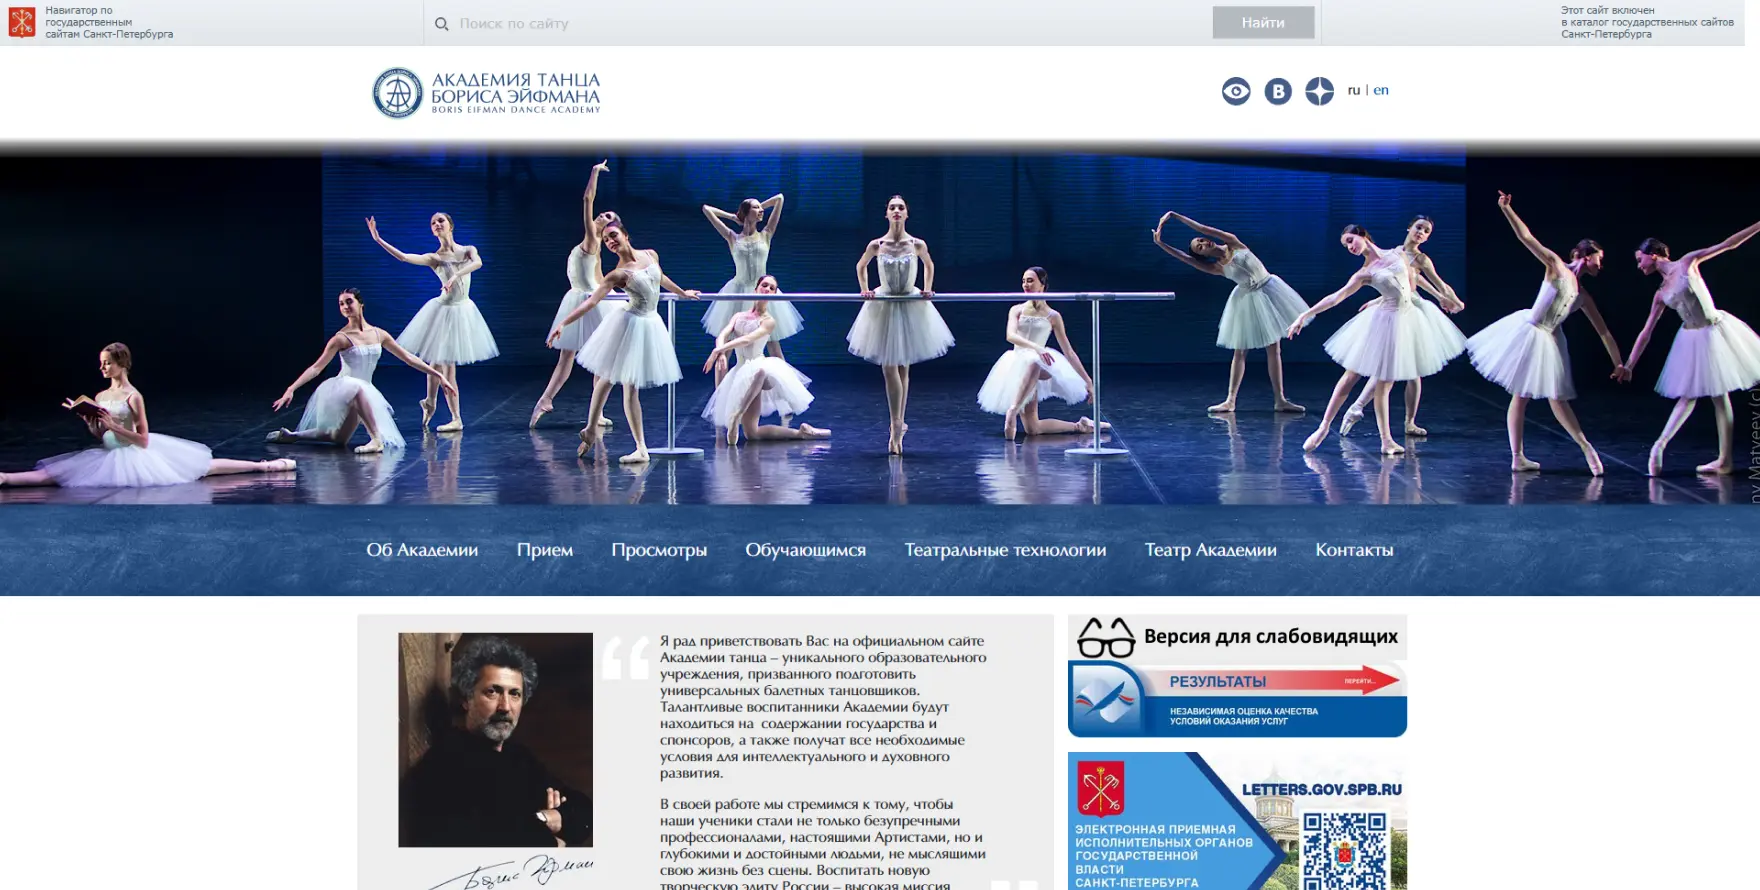 Навигатор по
государственным
сайтам Санкт-Петербурга
Поиск по сайту
Найти
Этот сайт включен
в каталог государственных сайтов
Санкт-Петербурга
АКАДЕМИЯ ТАНЦА
БОРИСА ЭЙФМАНА
BORIS EIFMAN DANCE ACADEMY
В
ru | en
Об Академии
Прием
Просмотры
Обучающимся
Театральные технологии
Театр Академии
Контакты
Я рад приветствовать Вас на официальном сайте
Академии танца – уникального образовательного
учреждения, призванного подготовить
универсальных балетных танцовщиков.
Талантливые воспитанники Академии будут
находиться на содержании государства и
спонсоров, а также получат все необходимые
условия для интеллектуального и духовного
развития.
В своей работе мы стремимся к тому, чтобы
наши ученики стали не только безупречными
профессионалами, настоящими Артистами, но и
глубокими и достойными людьми, не мыслящими
свою жизнь без сцены. Воспитать новую
творческую элиту России – высокая миссия
Версия для слабовидящих
РЕЗУЛЬТАТЫ
ПЕРЕЙТИ...
НЕЗАВИСИМАЯ ОЦЕНКА КАЧЕСТВА
УСЛОВИЙ ОКАЗАНИЯ УСЛУГ
LETTERS.GOV.SPB.RU
ЭЛЕКТРОННАЯ ПРИЕМНАЯ
ИСПОЛНИТЕЛЬНЫХ ОРГАНОВ
ГОСУДАРСТВЕННОЙ
ВЛАСТИ
САНКТ-ПЕТЕРБУРГА